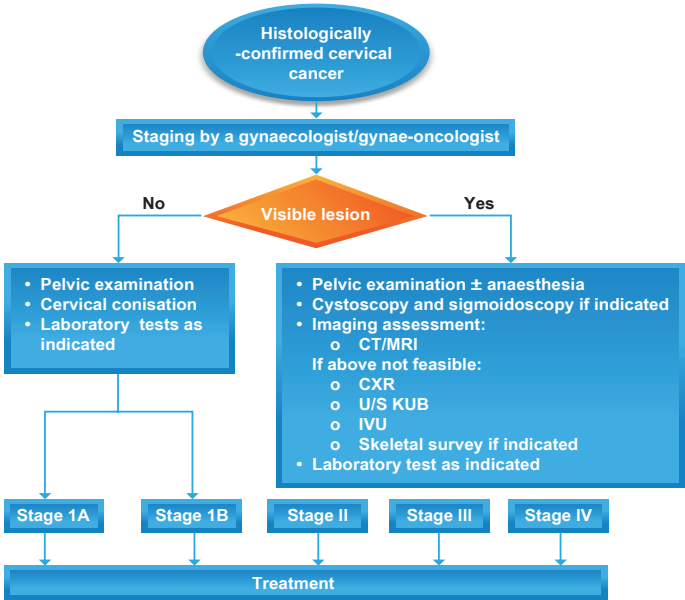 Histologically
-confirmed cervical
cancer
Staging by a gynaecologist/gynae-oncologist
Visible lesion
No
Yes
• Pelvic examination
• Cervical conisation
• Laboratory tests as
indicated
• Pelvic examination ± anaesthesia
• Cystoscopy and sigmoidoscopy if indicated
• Imaging assessment:
o CT/MRI
If above not feasible:
o CXR
o U/S KUB
o IVU
o Skeletal survey if indicated
• Laboratory test as indicated
Stage 1A
Stage 1B
Stage II
Stage III
Stage IV
Treatment